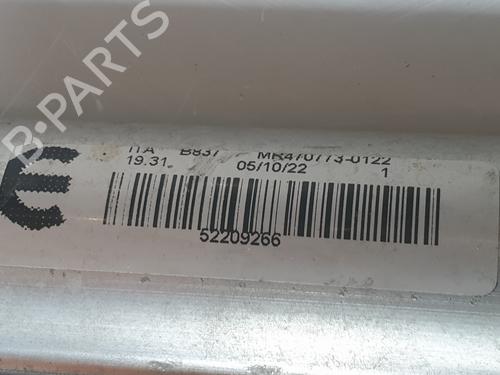 B-PARTS
ITA B837 MR470773-0122
19.31 05/10/22 1
E
52209266